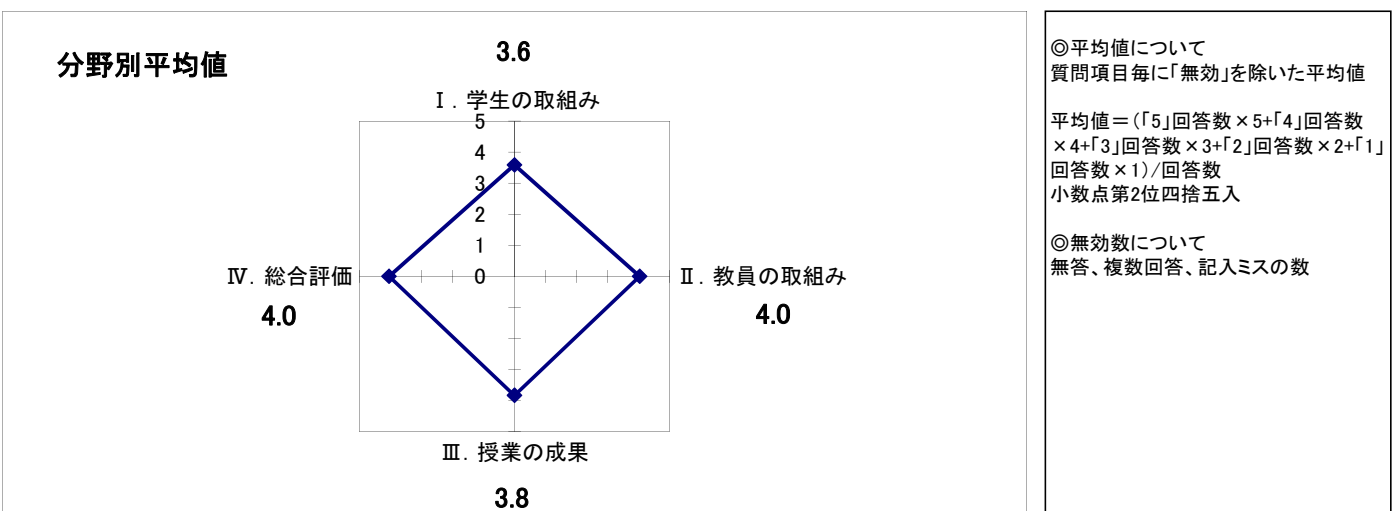 分野別平均値
3.6
Ⅰ．学生の取組み
5
4
3
2
1
0
Ⅳ．総合評価
4.0
Ⅱ．教員の取組み
4.0
Ⅲ．授業の成果
3.8
◎平均値について
質問項目毎に「無効」を除いた平均値
平均値＝(「5」回答数×5+「4」回答数
×4+「3」回答数×3+「2」回答数×2+「1」
回答数×1)/回答数
小数点第2位四捨五入
◎無効数について
無答、複数回答、記入ミスの数